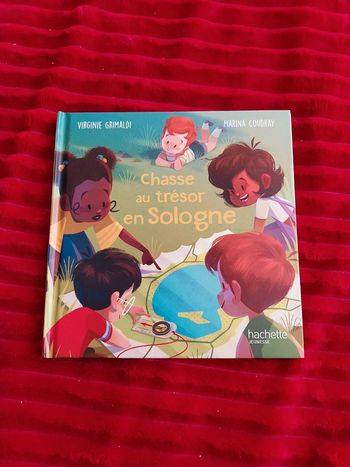 VIRGINIE GRIMALDI
MARINA COUDRAY
Chasse
au trésor
en Sologne
hachette
JEUNESSE